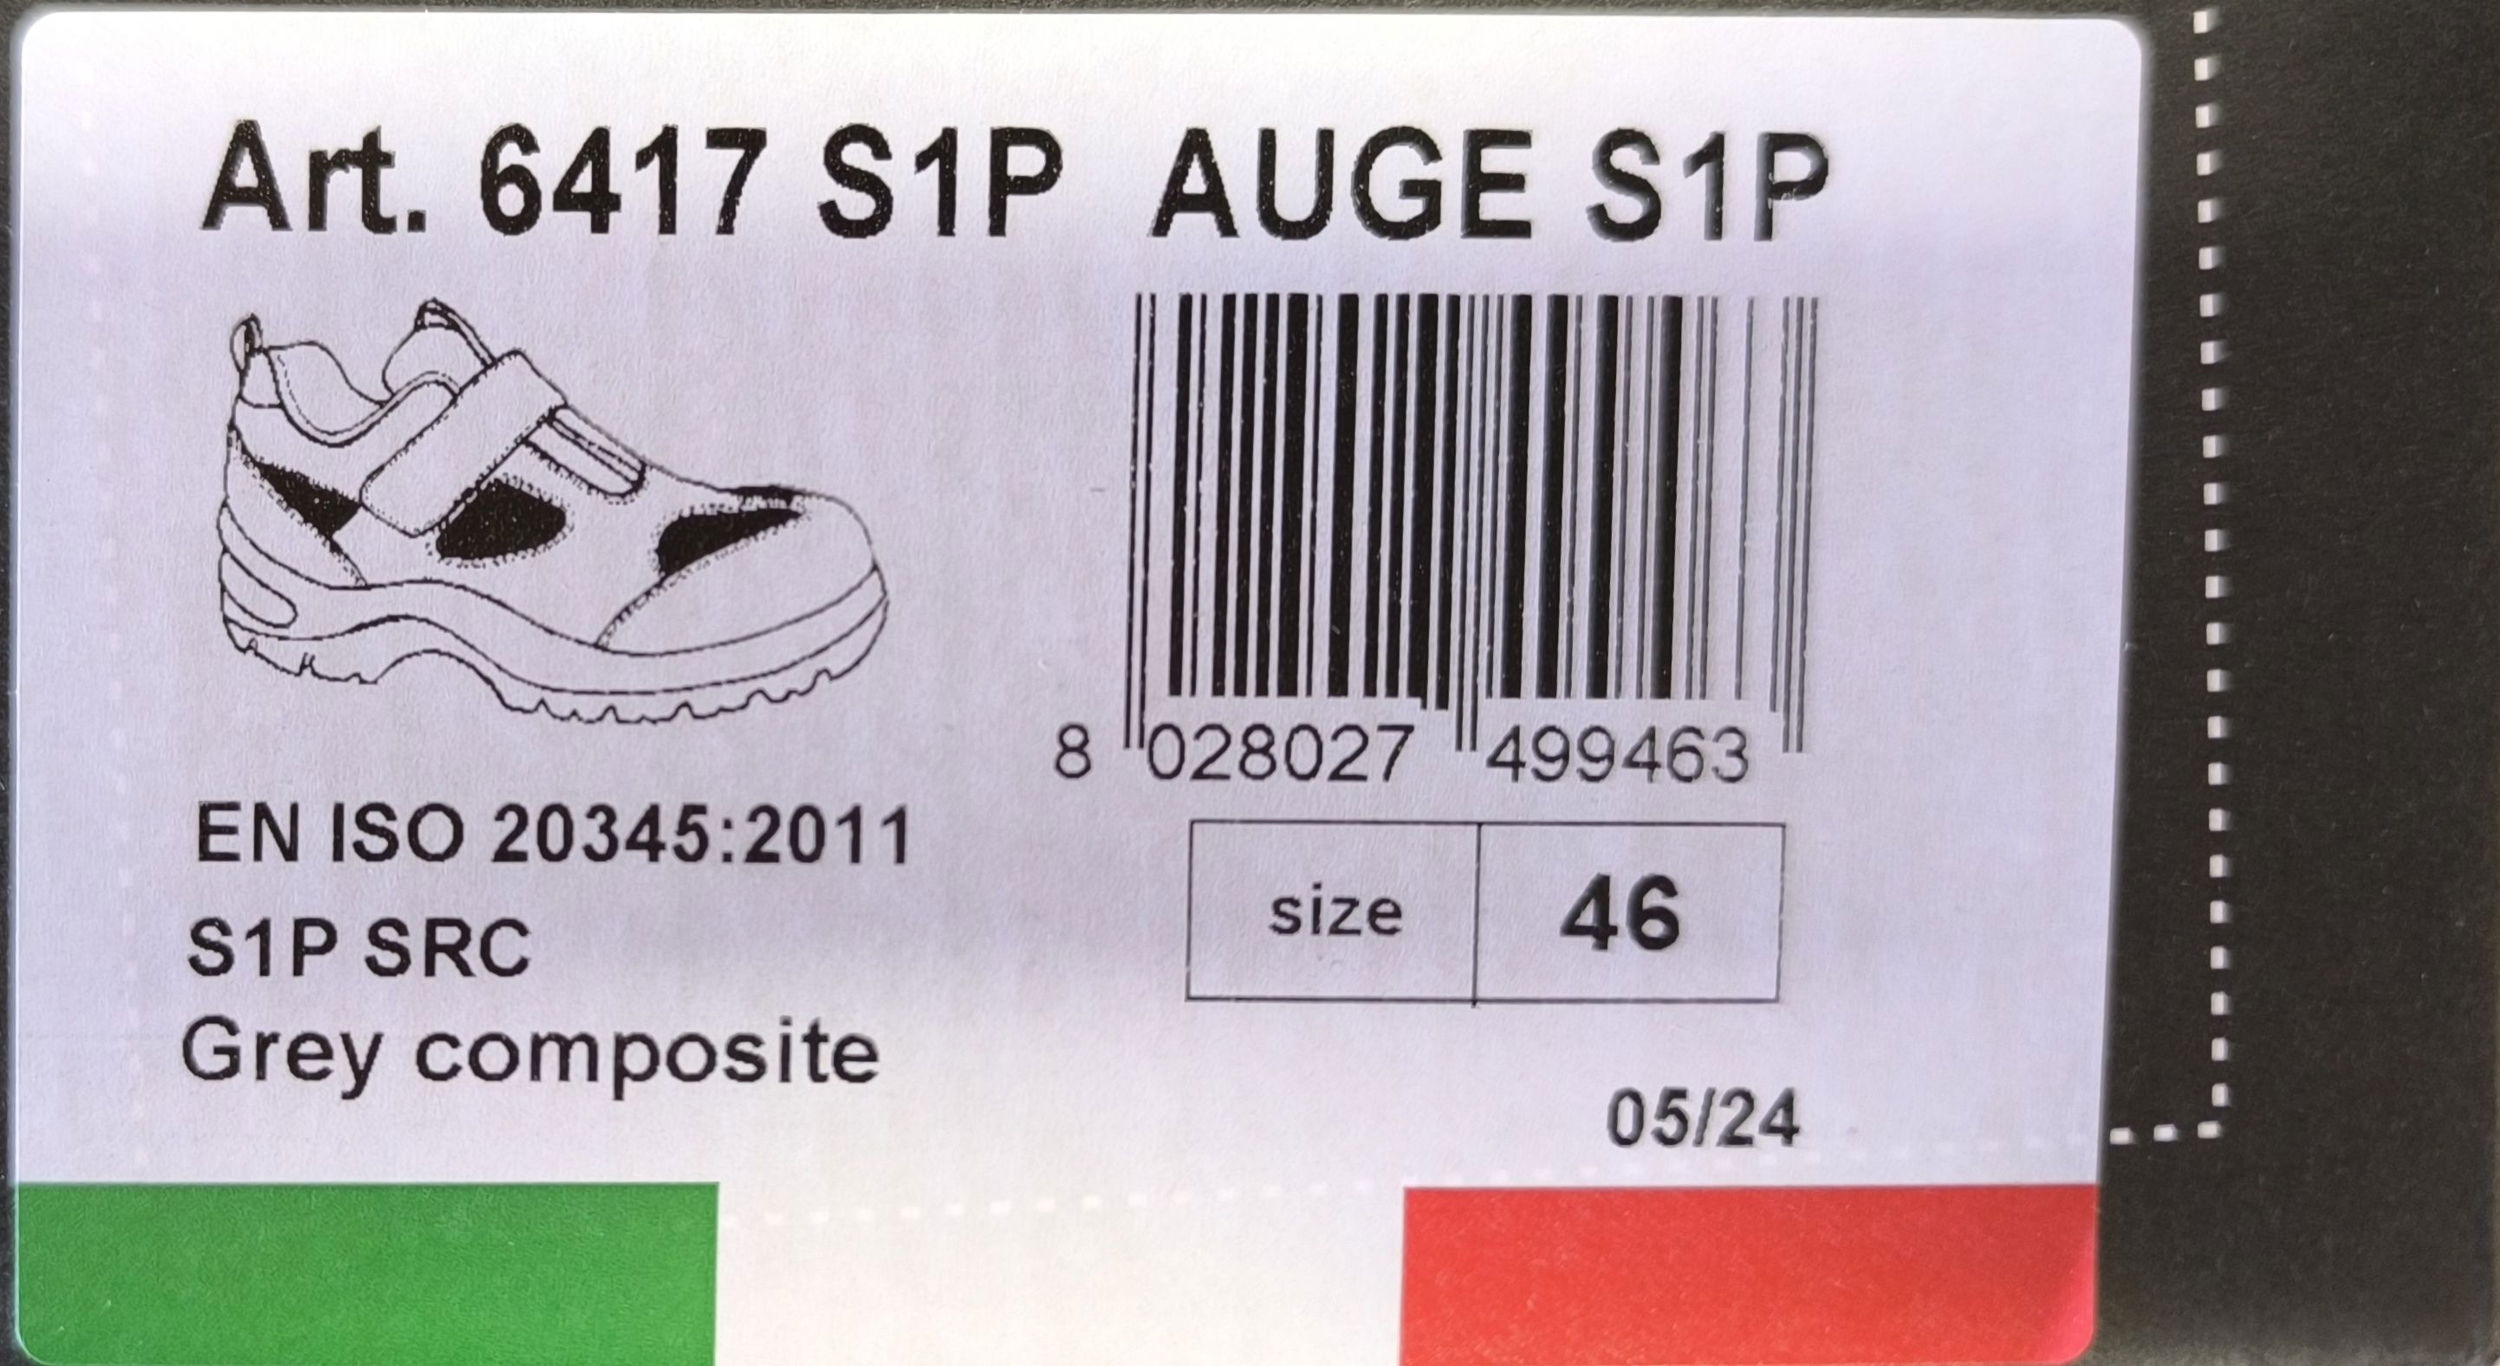 Art. 6417 S1P AUGE S1P
8 028027 499463
EN ISO 20345:2011
S1P SRC
Grey composite
size 46
05/24